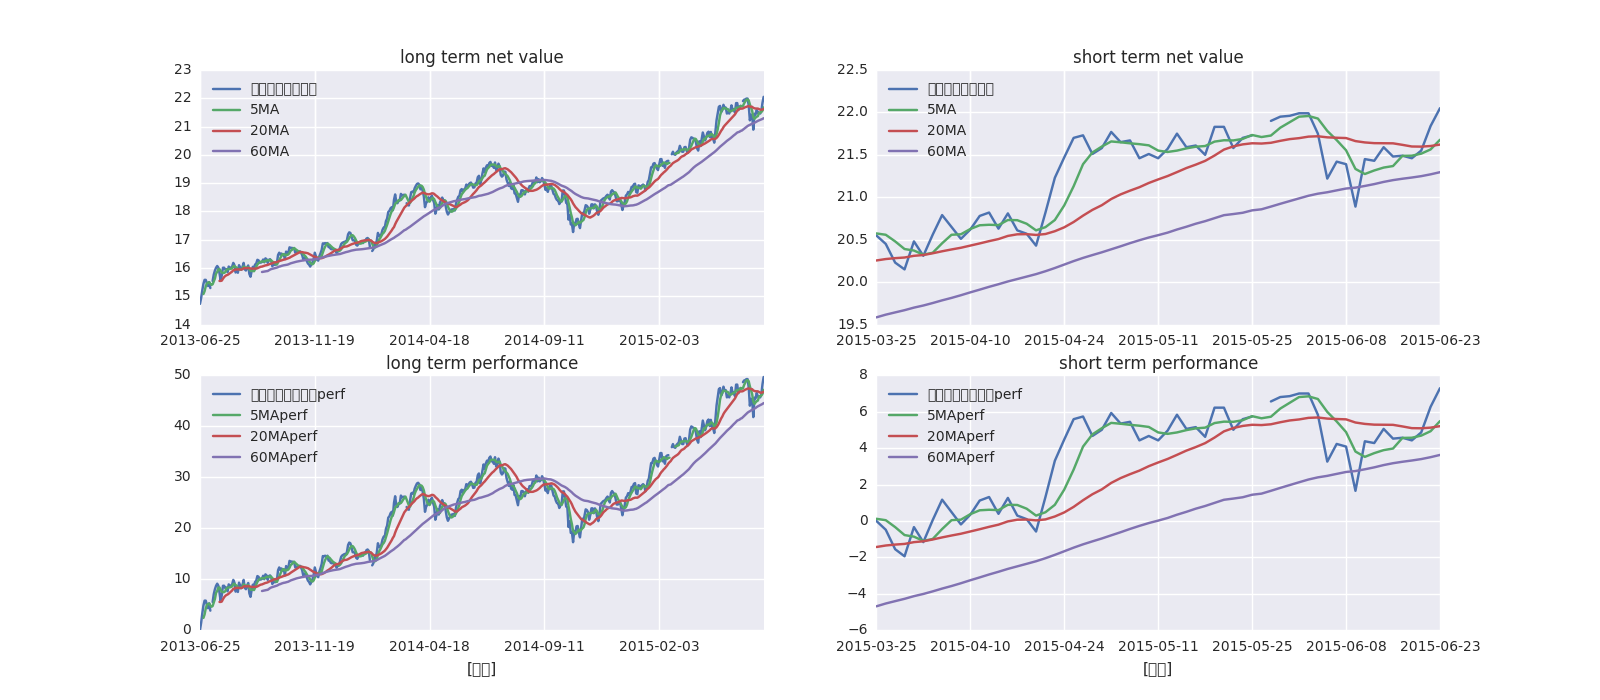 long term net value
23
22
21
20
19
18
17
16
15
14
5MA
20MA
60MA
2013-06-25 2013-11-19 2014-04-18 2014-09-11 2015-02-03
short term net value
22.5
22.0
21.5
21.0
20.5
20.0
19.5
5MA
20MA
60MA
2015-03-25 2015-04-10 2015-04-24 2015-05-11 2015-05-25 2015-06-08 2015-06-23
long term performance
50
40
30
20
10
0
perf
5MAperf
20MAperf
60MAperf
2013-06-25 2013-11-19 2014-04-18 2014-09-11 2015-02-03
short term performance
8
6
4
2
0
−2
−4
−6
perf
5MAperf
20MAperf
60MAperf
2015-03-25 2015-04-10 2015-04-24 2015-05-11 2015-05-25 2015-06-08 2015-06-23